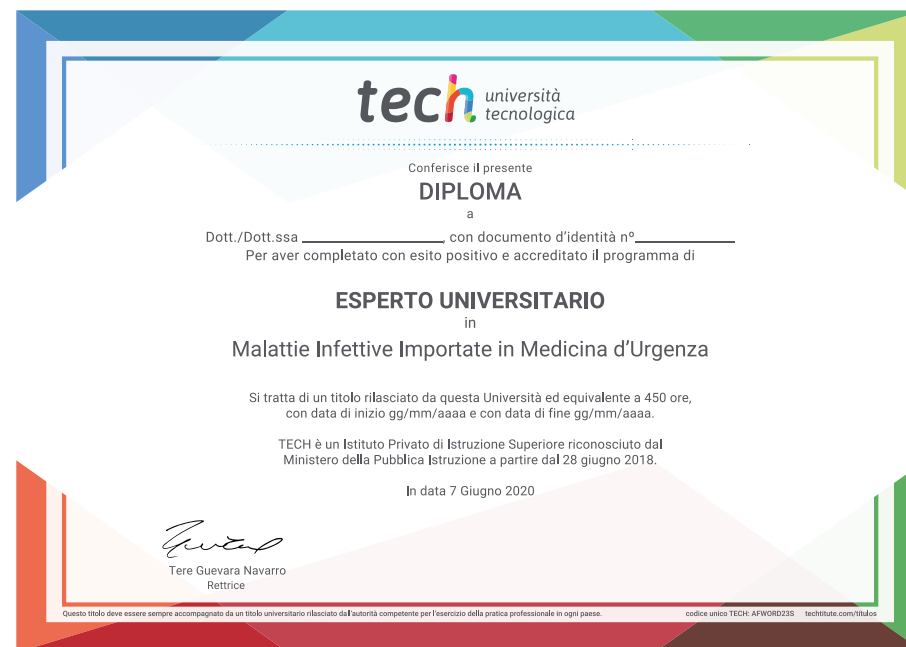 tech università
tecnologica
Conferisce il presente
DIPLOMA
a
Dott./Dott.ssa ________________, con documento d'identità nº____________
Per aver completato con esito positivo e accreditato il programma di
ESPERTO UNIVERSITARIO
in
Malattie Infettive Importate in Medicina d'Urgenza
Si tratta di un titolo rilasciato da questa Università ed equivalente a 450 ore,
con data di inizio gg/mm/aaaa e con data di fine gg/mm/aaaa.
TECH è un Istituto Privato di Istruzione Superiore riconosciuto dal
Ministero della Pubblica Istruzione a partire dal 28 giugno 2018.
In data 7 Giugno 2020
Tere Guevara Navarro
Rettrice
Questo titolo deve essere sempre accompagnato da un titolo universitario rilasciato dall'autorità competente per l'esercizio della pratica professionale in ogni paese. codice unico TECH: AFWORD23S techtitute.com/titulos